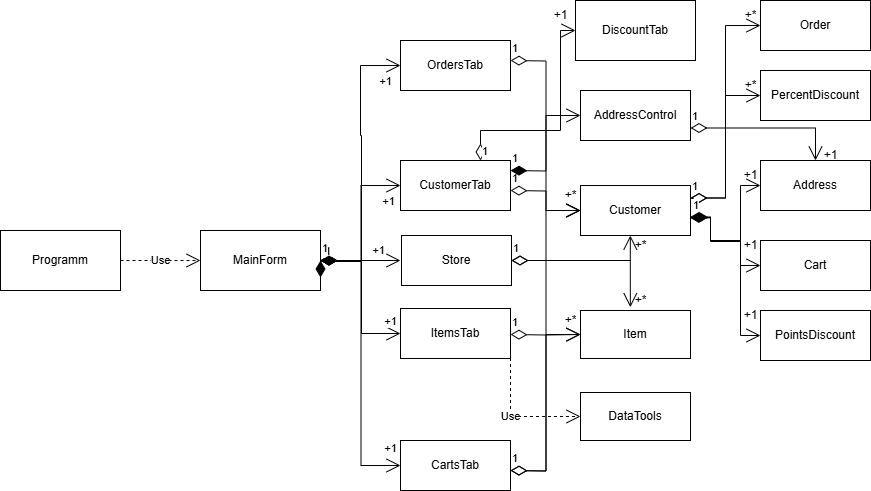 +1
DiscountTab
+*
Order
1
OrdersTab
+1
+*
PercentDiscount
1
AddressControl
1
1
+1
1
CustomerTab
1
+1
+*
Customer
1
1
+1
Address
Programm
Use
MainForm
1
1
+1
Store
1
+*
+1
Cart
+1
ItemsTab
1
+*
+*
Item
+1
PointsDiscount
Use
DataTools
+1
CartsTab
1